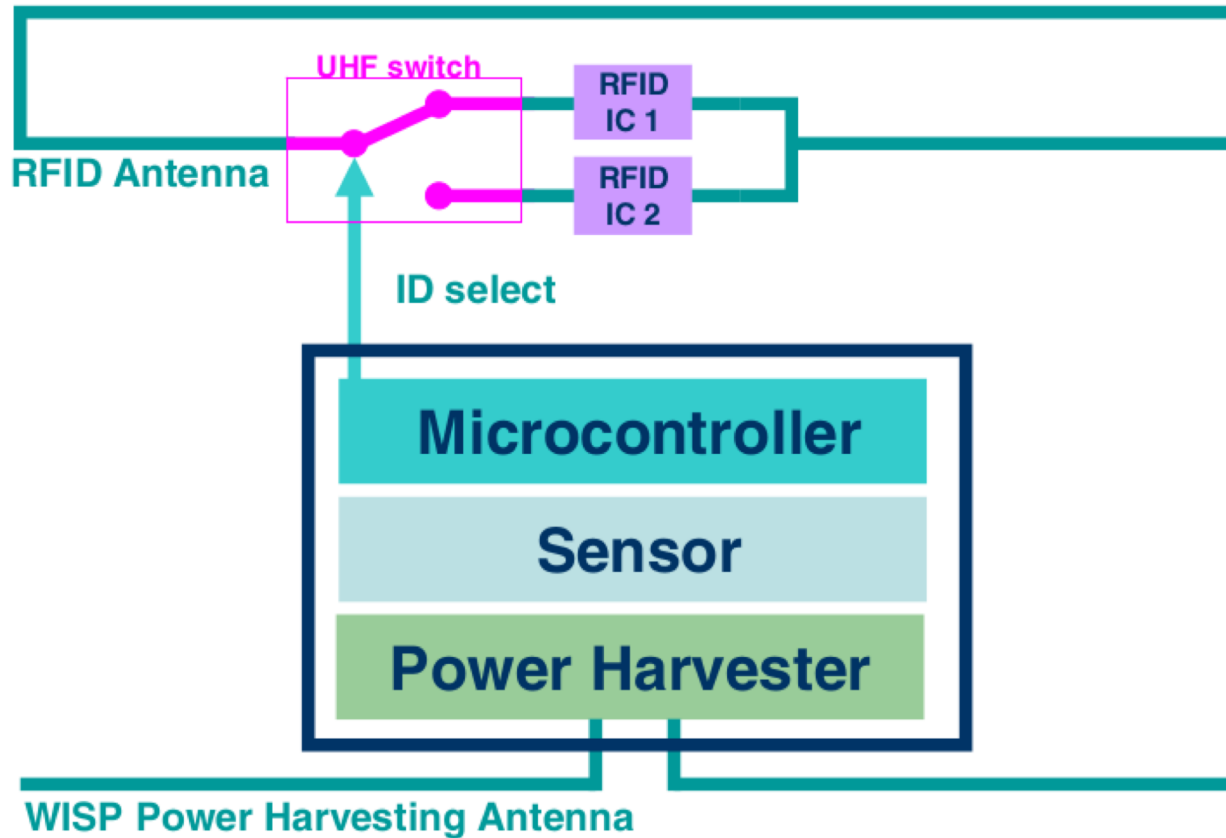 UHF switch
RFID
IC 1
RFID Antenna
RFID
IC 2
ID select
Microcontroller
Sensor
Power Harvester
WISP Power Harvesting Antenna